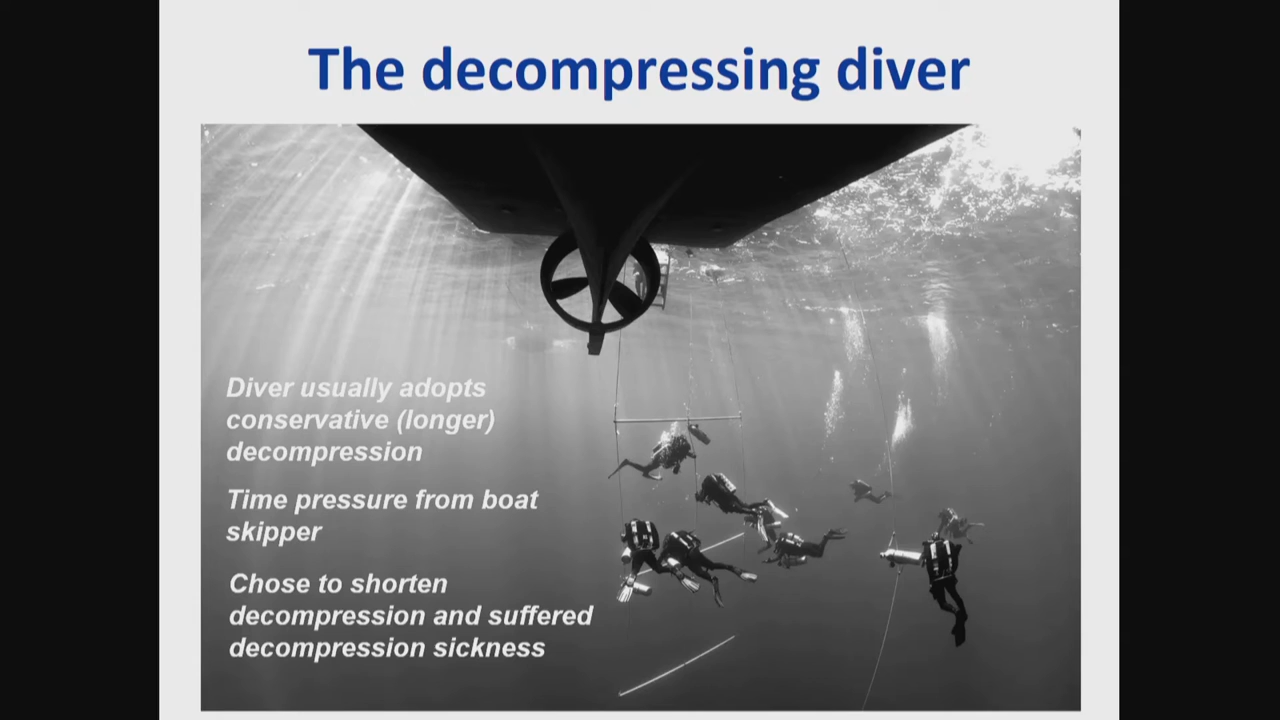 The decompressing diver
Diver usually adopts
conservative (longer)
decompression
Time pressure from boat
skipper
Chose to shorten
decompression and suffered
decompression sickness